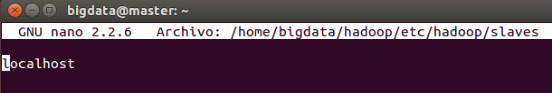 bigdata@master: ~
GNU nano 2.2.6 Archivo: /home/bigdata/hadoop/etc/hadoop/slaves
localhost